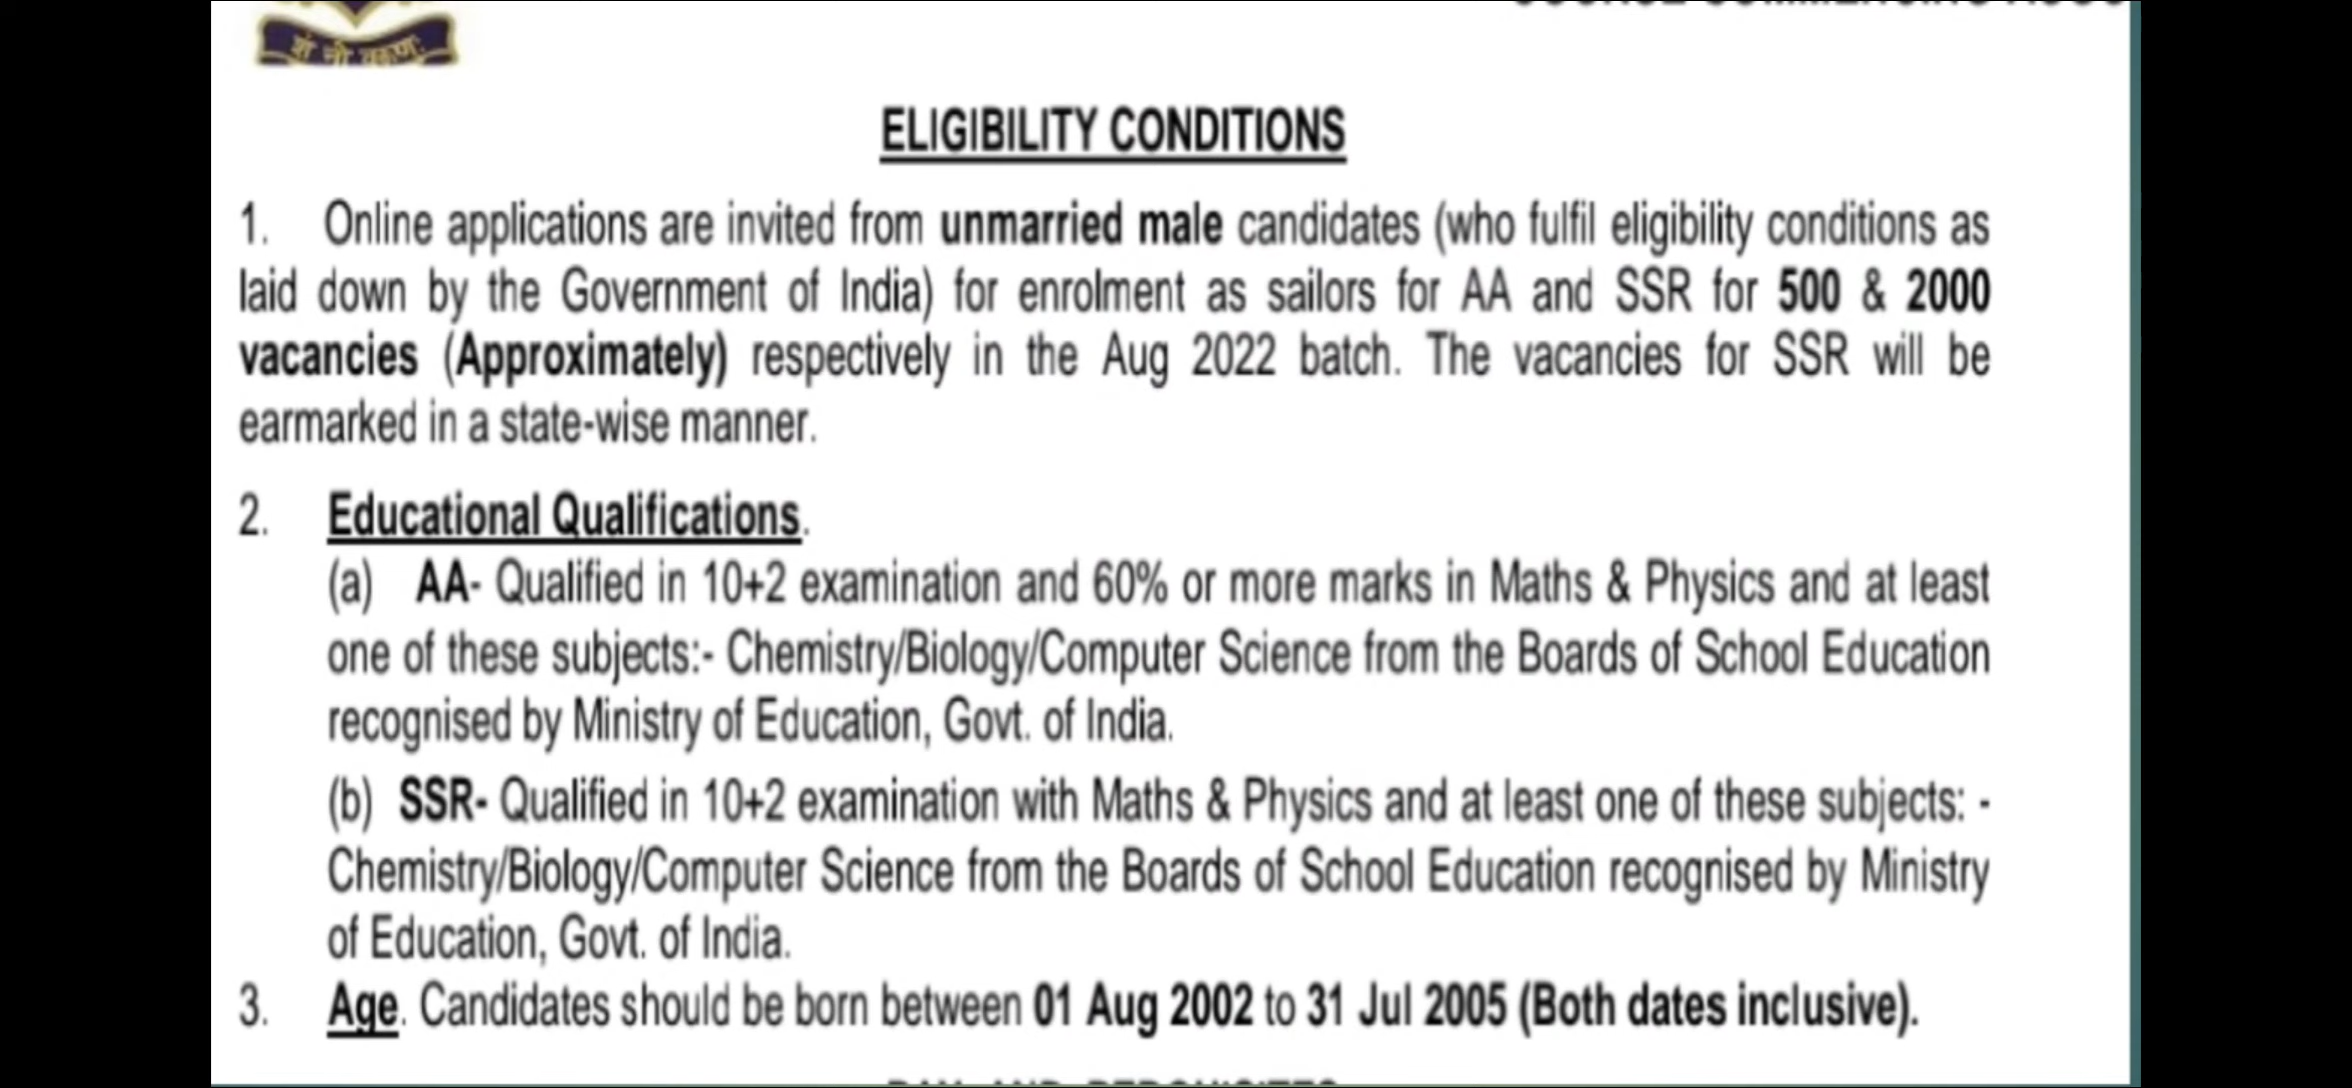 शं नो वरुणः
ELIGIBILITY CONDITIONS
1. Online applications are invited from unmarried male candidates (who fulfil eligibility conditions as
laid down by the Government of India) for enrolment as sailors for AA and SSR for 500 & 2000
vacancies (Approximately) respectively in the Aug 2022 batch. The vacancies for SSR will be
earmarked in a state-wise manner.
2. Educational Qualifications.
(a) AA- Qualified in 10+2 examination and 60% or more marks in Maths & Physics and at least
one of these subjects:- Chemistry/Biology/Computer Science from the Boards of School Education
recognised by Ministry of Education, Govt. of India.
(b) SSR- Qualified in 10+2 examination with Maths & Physics and at least one of these subjects: -
Chemistry/Biology/Computer Science from the Boards of School Education recognised by Ministry
of Education, Govt. of India.
3. Age. Candidates should be born between 01 Aug 2002 to 31 Jul 2005 (Both dates inclusive).